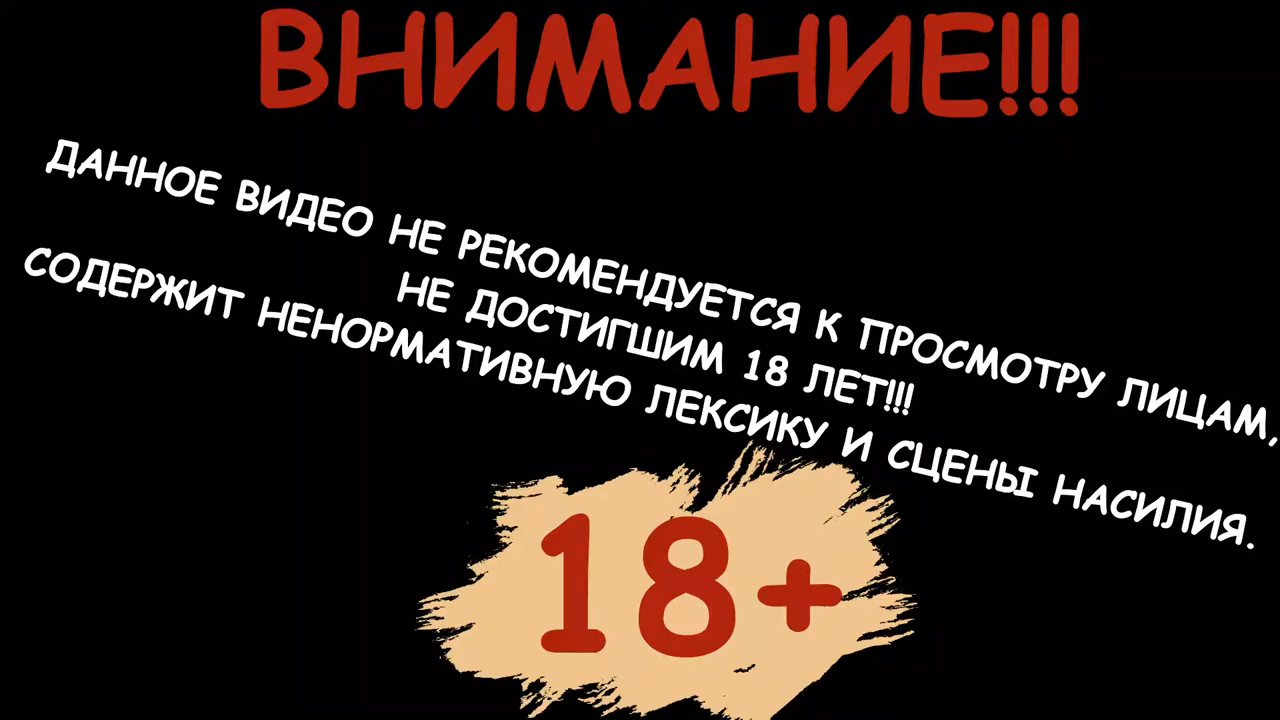 ВНИМАНИЕ!!!
ДАННОЕ ВИДЕО НЕ РЕКОМЕНДУЕТСЯ К ПРОСМОТРУ ЛИЦАМ,
НЕ ДОСТИГШИМ 18 ЛЕТ!!!
СОДЕРЖИТ НЕНОРМАТИВНУЮ ЛЕКСИКУ И СЦЕНЫ НАСИЛИЯ.
18+